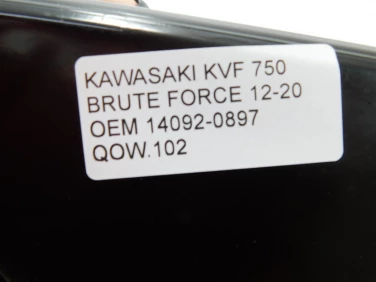 KAWASAKI KVF 750
BRUTE FORCE 12-20
OEM 14092-0897
QOW.102